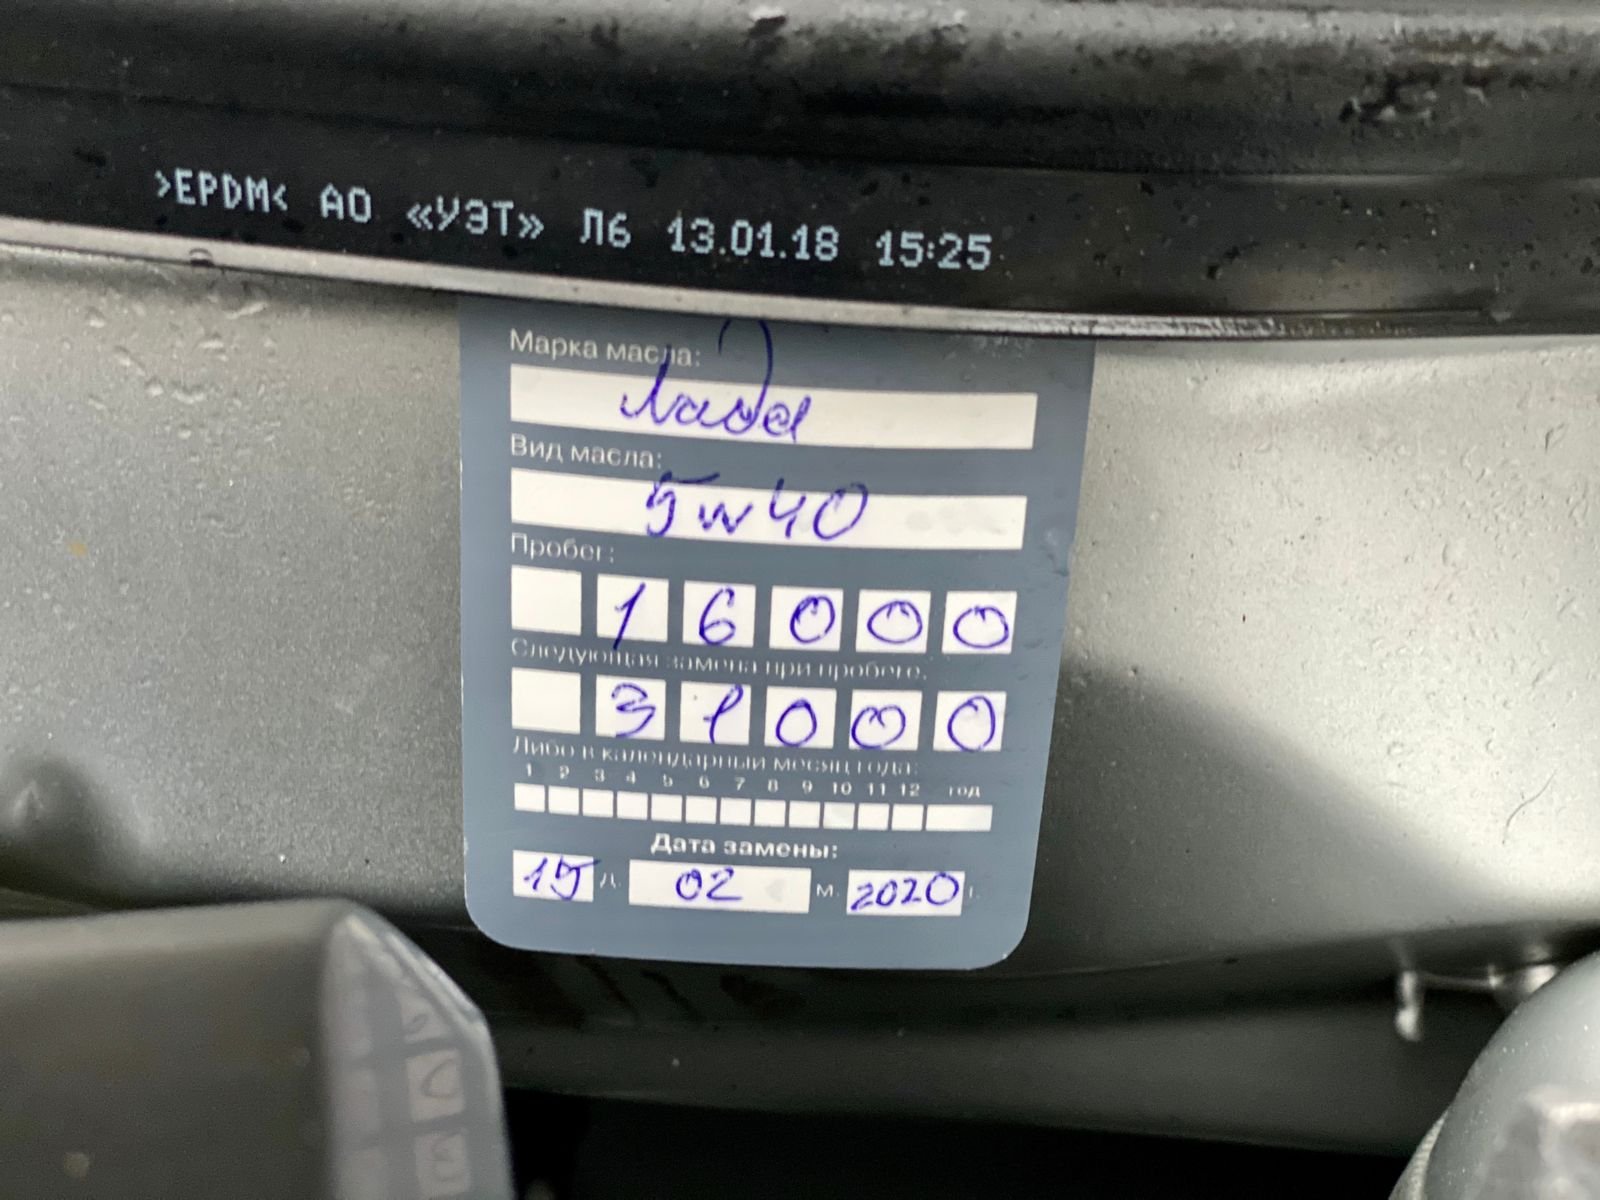 >EPDM< АО «УЭТ» Л6 13.01.18 15:25
Марка масла:
Лада
Вид масла:
5w40
Пробег:
16000
Следующая замена при пробеге:
31000
Либо в календарный месяц года:
1 2 3 4 5 6 7 8 9 10 11 12 год
Дата замены:
15 д. 02 м. 2020 г.